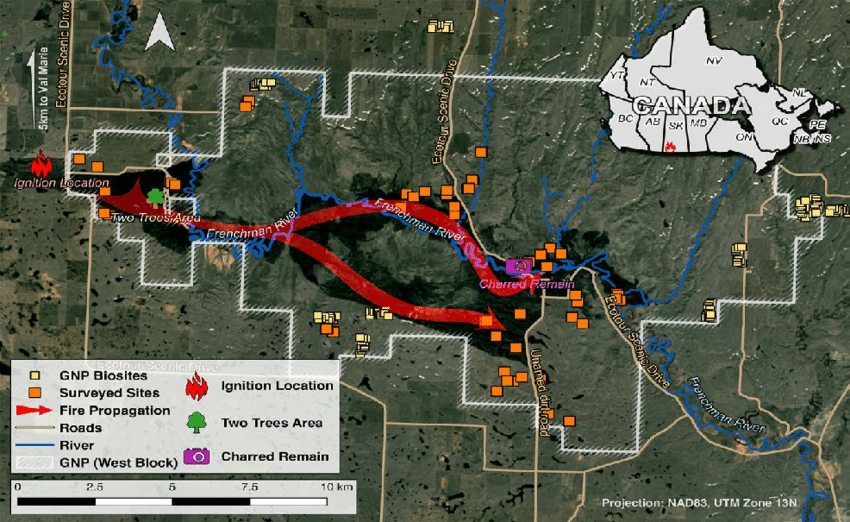 Ecotour Scenic Drive
5km to Val Marie
Ecotour Scenic Drive
YT
NT
NV
CANADA
BC
AB
SK
MB
ON
QC
NL
PE
NB
NS
Ignition Location
Two Trees Area
Frenchman River
Frenchman River
Charred Remain
Ecotour Scenic Drive
Unnamed dirt road
Ecotour Scenic Drive
Frenchman River
GNP Biosites
Surveyed Sites
Fire Propagation
Roads
River
GNP (West Block)
Ignition Location
Two Trees Area
Charred Remain
0 2.5 5 7.5 10 km
Projection: NAD83, UTM Zone 13N